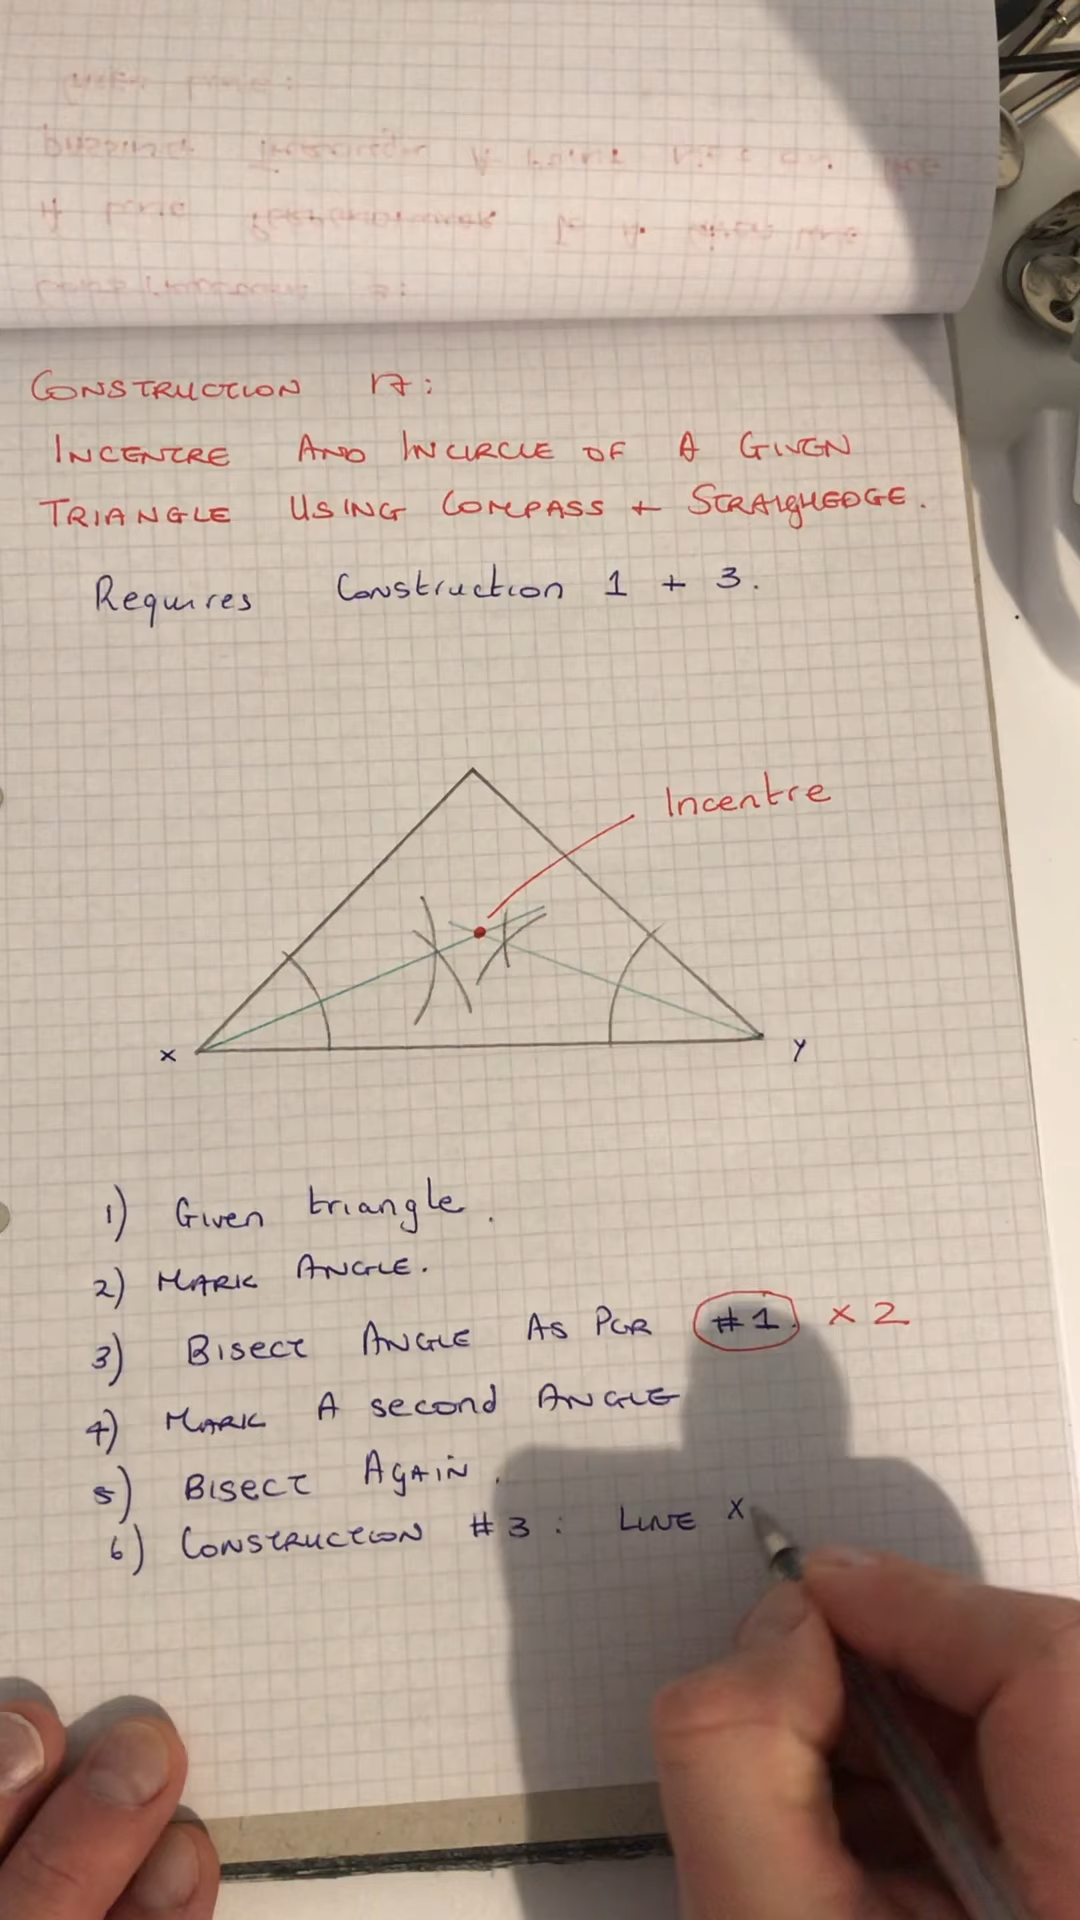 CONSTRUCTION 17:
INCENTRE AND INCIRCLE OF A GIVEN
TRIANGLE USING COMPASS + STRAIGHEDGE.
Requires Construction 1 + 3.
Incentre
x
y
1) Given triangle.
2) MARK ANGLE.
3) BISECT ANGLE AS PER #1. x 2
4) MARK A second ANGLE
5) BISECT AGAIN.
6) CONSTRUCTION #3: LINE X